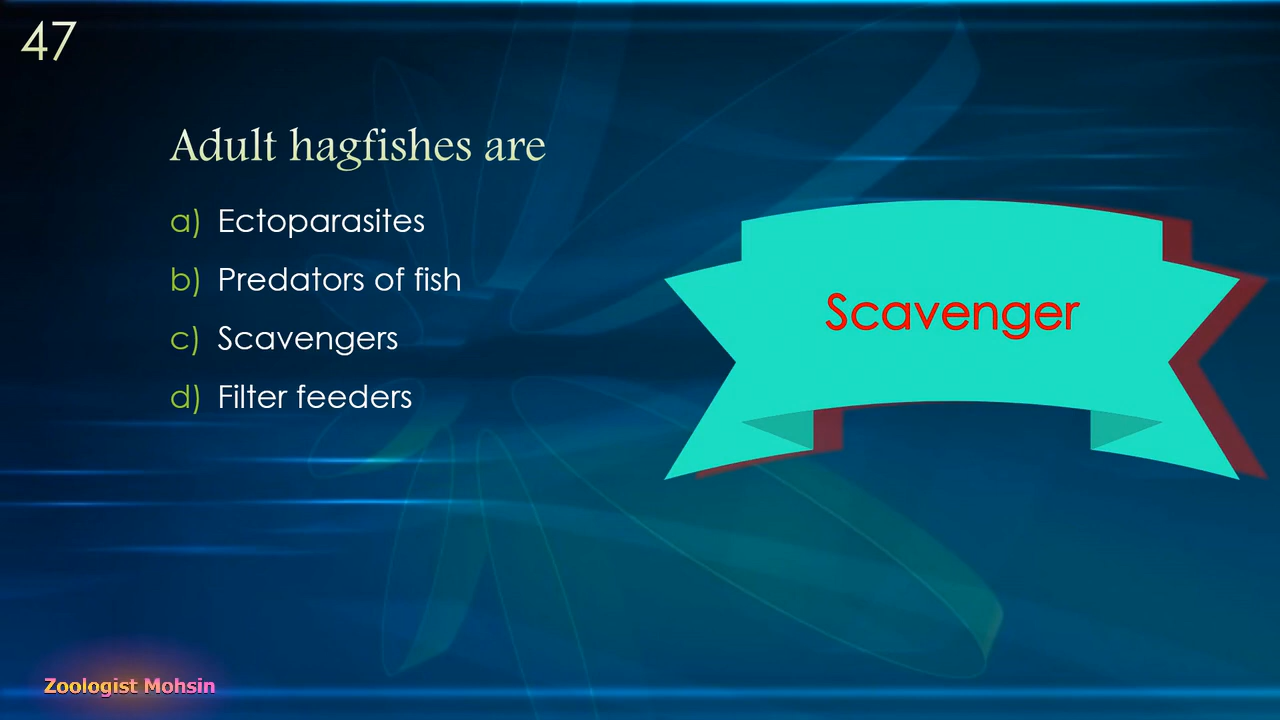 47
Adult hagfishes are
a) Ectoparasites
b) Predators of fish
c) Scavengers
d) Filter feeders
Scavenger
Zoologist Mohsin